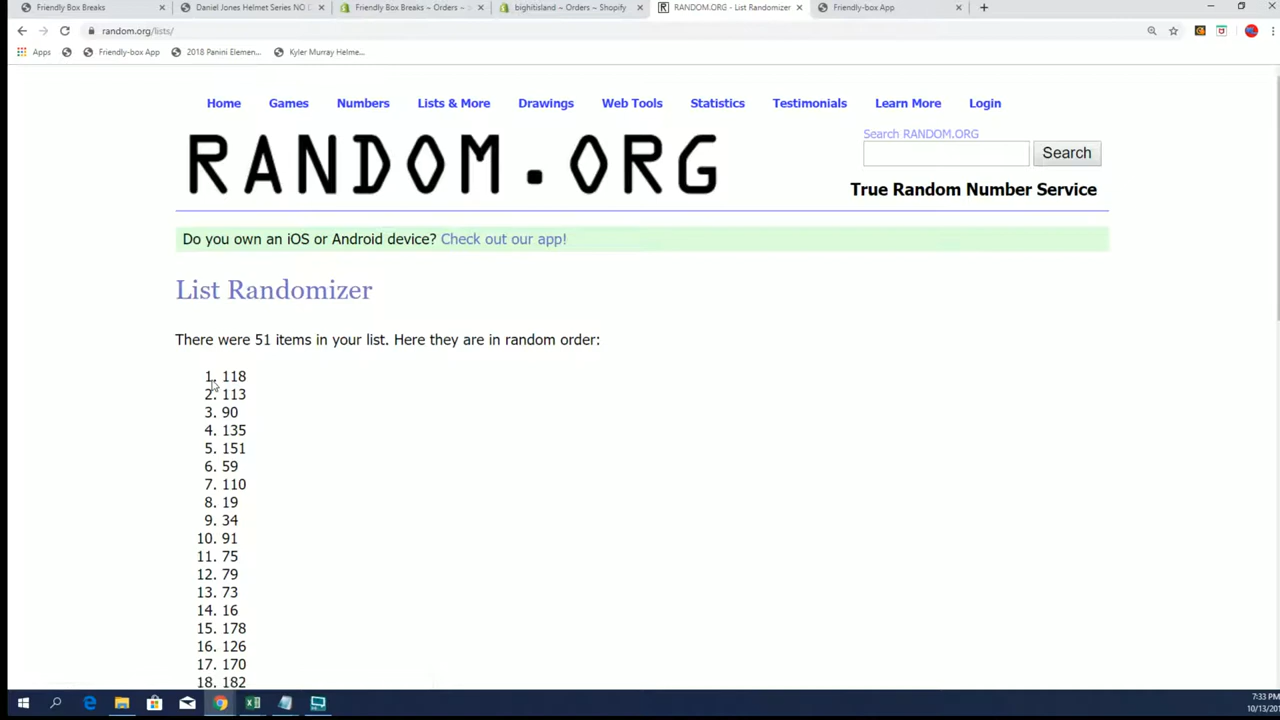 Friendly Box Breaks
Daniel Jones Helmet Series NO D
Friendly Box Breaks ~ Orders ~
bighitisland ~ Orders ~ Shopify
RANDOM.ORG - List Randomizer
Friendly-box App
random.org/lists/
Apps
Friendly-box App
2018 Panini Elemen...
Kyler Murray Helme...
Home Games Numbers Lists & More Drawings Web Tools Statistics Testimonials Learn More Login
RANDOM.ORG
Search RANDOM.ORG
Search
True Random Number Service
Do you own an iOS or Android device? Check out our app!
List Randomizer
There were 51 items in your list. Here they are in random order:
1. 118
2. 113
3. 90
4. 135
5. 151
6. 59
7. 110
8. 19
9. 34
10. 91
11. 75
12. 79
13. 73
14. 16
15. 178
16. 126
17. 170
18. 182
7:33 PM
10/13/20